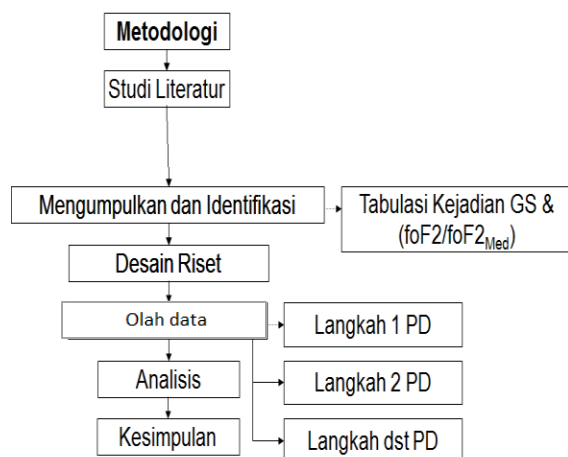 Metodologi
Studi Literatur
Mengumpulkan dan Identifikasi
Tabulasi Kejadian GS &
(foF2/foF2Med)
Desain Riset
Olah data
Langkah 1 PD
Analisis
Langkah 2 PD
Kesimpulan
Langkah dst PD